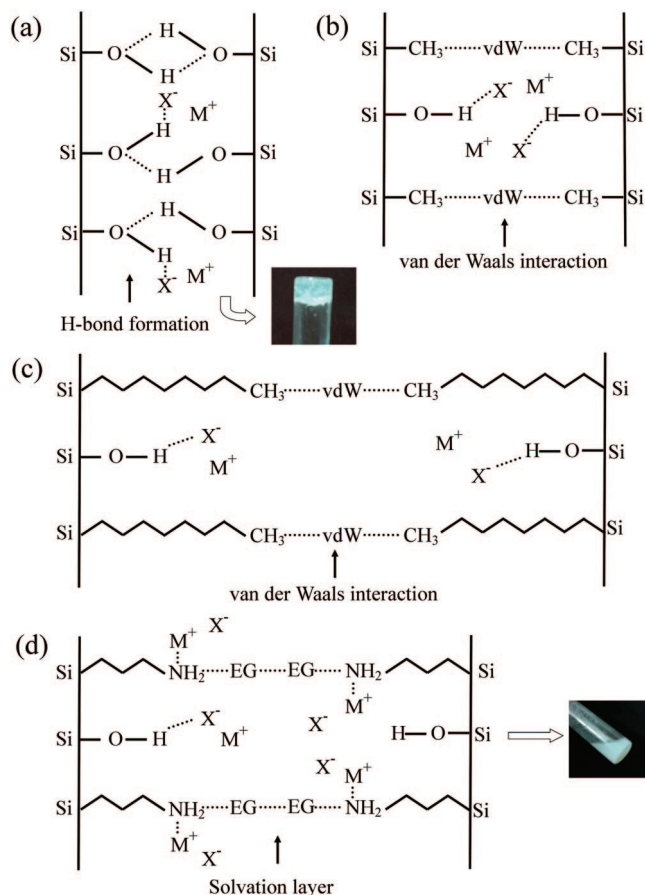 (a)
H
Si O O Si
H
X⁻
H M⁺
Si O O Si
H
H
Si O O Si
H
X⁻ M⁺
H-bond formation
(b)
Si CH₃ vdW CH₃ Si
X⁻ M⁺
Si O H H O Si
M⁺ X⁻
Si CH₃ vdW CH₃ Si
van der Waals interaction
(c)
Si CH₃ vdW CH₃ Si
X⁻ M⁺
Si O H H O Si
M⁺ X⁻
Si CH₃ vdW CH₃ Si
van der Waals interaction
(d)
M⁺ X⁻
Si NH₂ EG EG NH₂ Si
M⁺
X⁻ X⁻
Si O H M⁺ H O Si
X⁻ M⁺
Si NH₂ EG EG NH₂ Si
M⁺ X⁻
Solvation layer